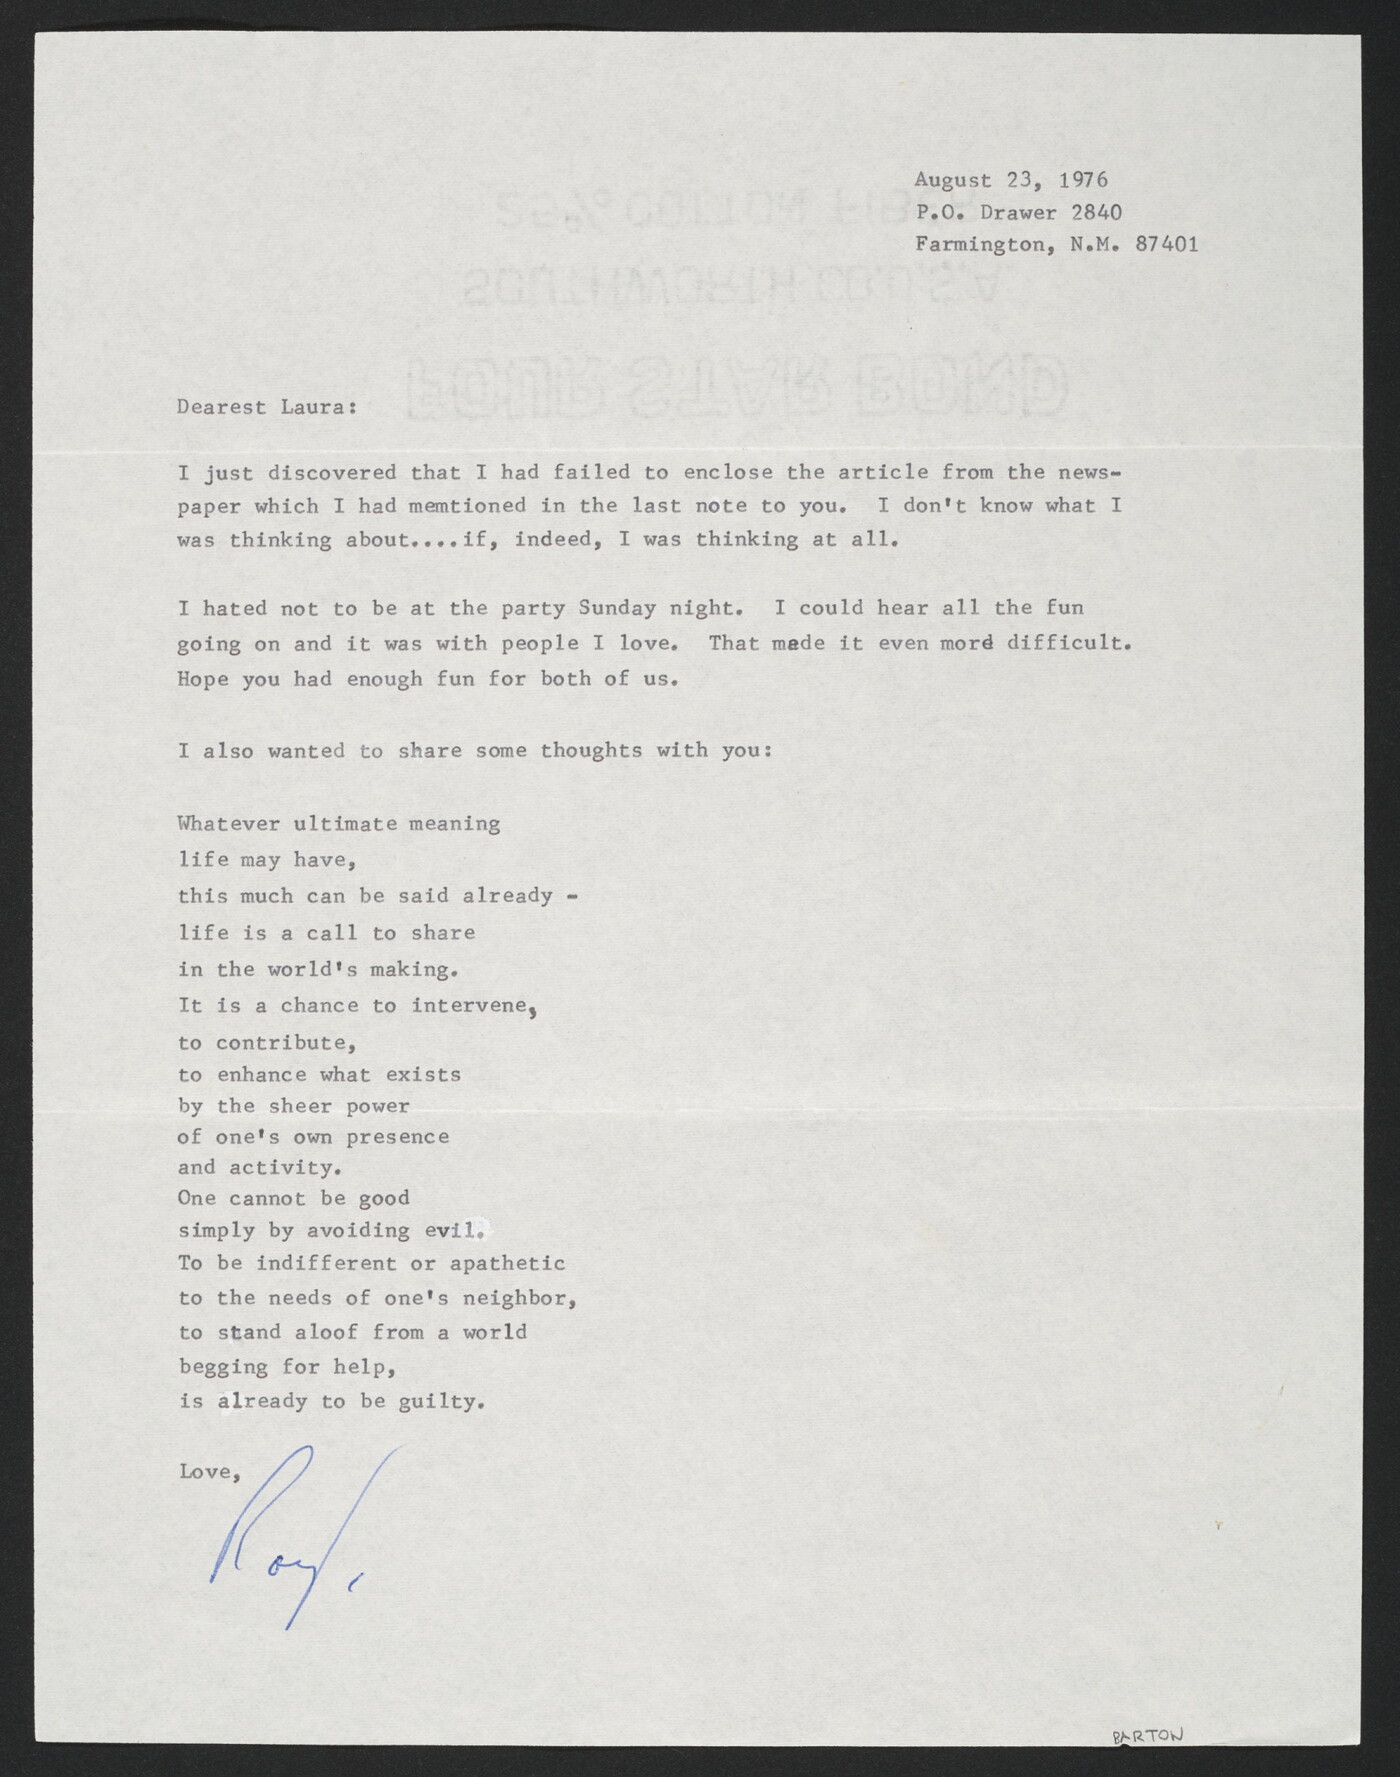 August 23, 1976
P.O. Drawer 2840
Farmington, N.M. 87401
25% COTTON FIBER
SOUTHWORTH CO. U.S.A.
FOUR STAR BOND
Dearest Laura:
I just discovered that I had failed to enclose the article from the news-
paper which I had memtioned in the last note to you. I don't know what I
was thinking about....if, indeed, I was thinking at all.
I hated not to be at the party Sunday night. I could hear all the fun
going on and it was with people I love. That made it even more difficult.
Hope you had enough fun for both of us.
I also wanted to share some thoughts with you:
Whatever ultimate meaning
life may have,
this much can be said already -
life is a call to share
in the world's making.
It is a chance to intervene,
to contribute,
to enhance what exists
by the sheer power
of one's own presence
and activity.
One cannot be good
simply by avoiding evil.
To be indifferent or apathetic
to the needs of one's neighbor,
to stand aloof from a world
begging for help,
is already to be guilty.
Love,
Roy.
BARTON